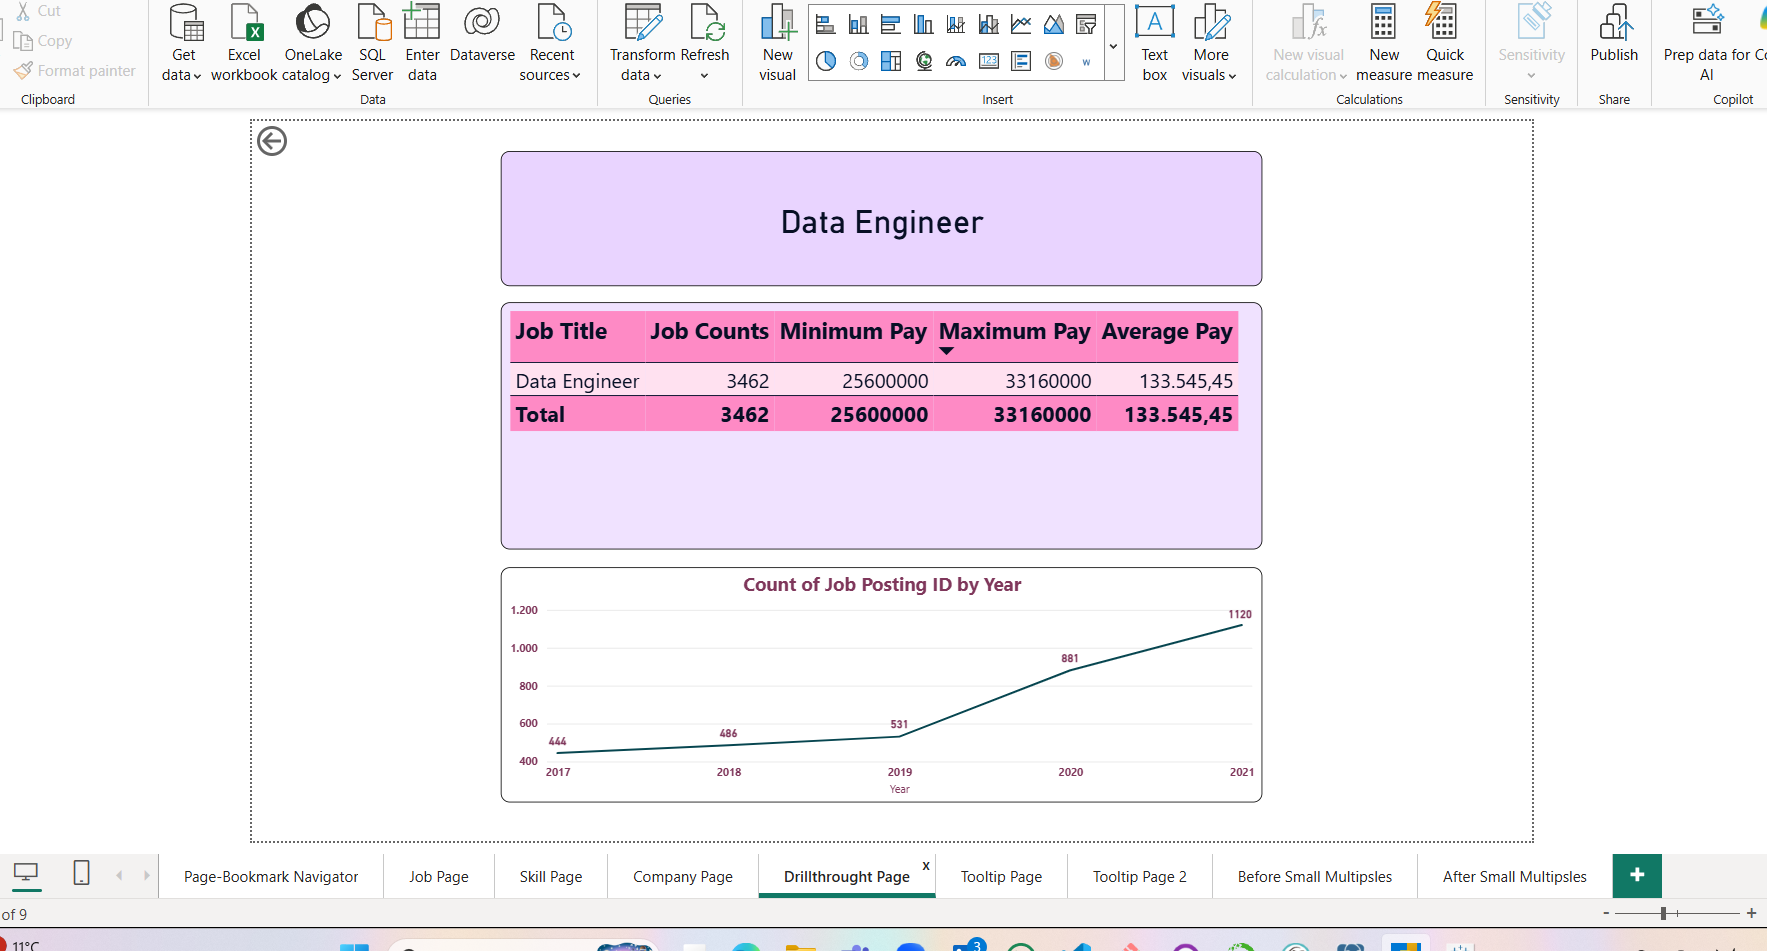 Cut
Copy
Format painter
Clipboard
Get data
Excel workbook
OneLake catalog
SQL Server
Enter data
Dataverse
Recent sources
Data
Transform data
Refresh
Queries
New visual
123
w
Insert
A
Text box
More visuals
New visual calculation
New measure
Quick measure
Calculations
Sensitivity
Sensitivity
Publish
Share
Prep data for AI
Copilot
Data Engineer
Job Title Job Counts Minimum Pay Maximum Pay Average Pay
Data Engineer 3462 25600000 33160000 133.545,45
Total 3462 25600000 33160000 133.545,45
Count of Job Posting ID by Year
1.200
1.000
800
600
400
444
486
531
881
1120
2017 2018 2019 2020 2021
Year
Page-Bookmark Navigator
Job Page
Skill Page
Company Page
Drillthrought Page
x
Tooltip Page
Tooltip Page 2
Before Small Multipsles
After Small Multipsles
+
of 9
- +
11°C
3